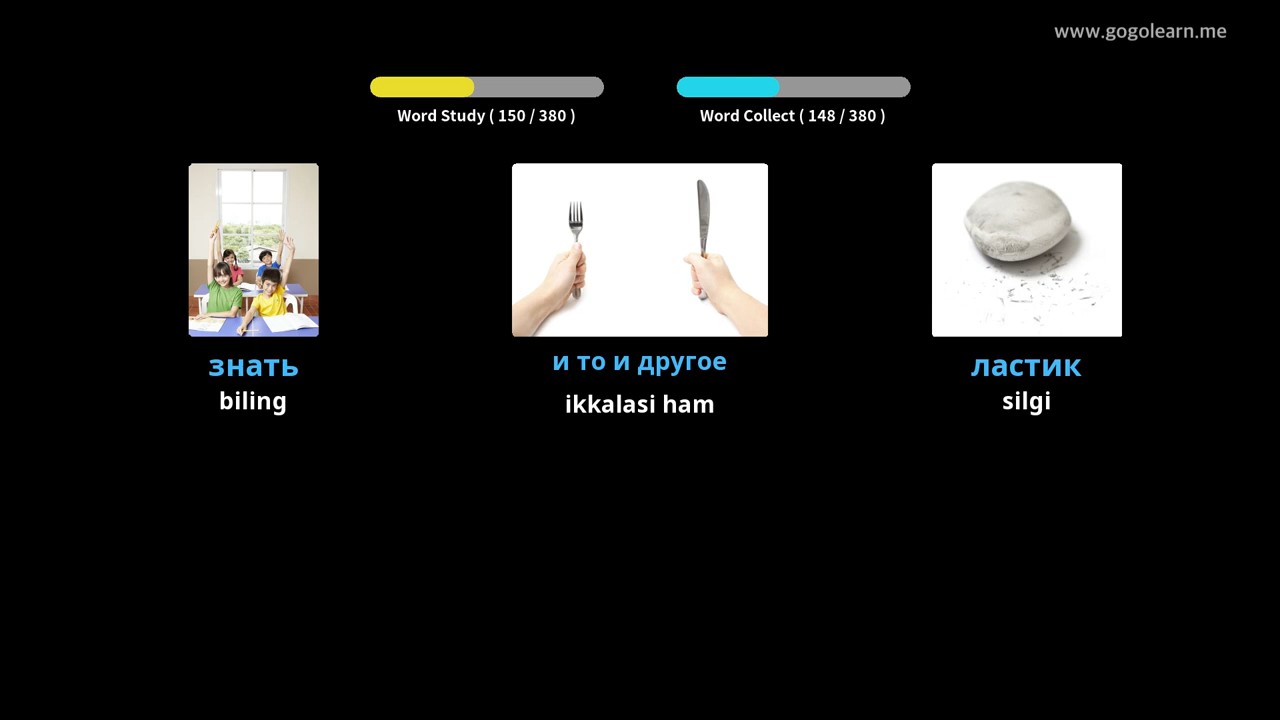 www.gogolearn.me
Word Study ( 150 / 380 )
Word Collect ( 148 / 380 )
знать
biling
и то и другое
ikkalasi ham
ластик
silgi